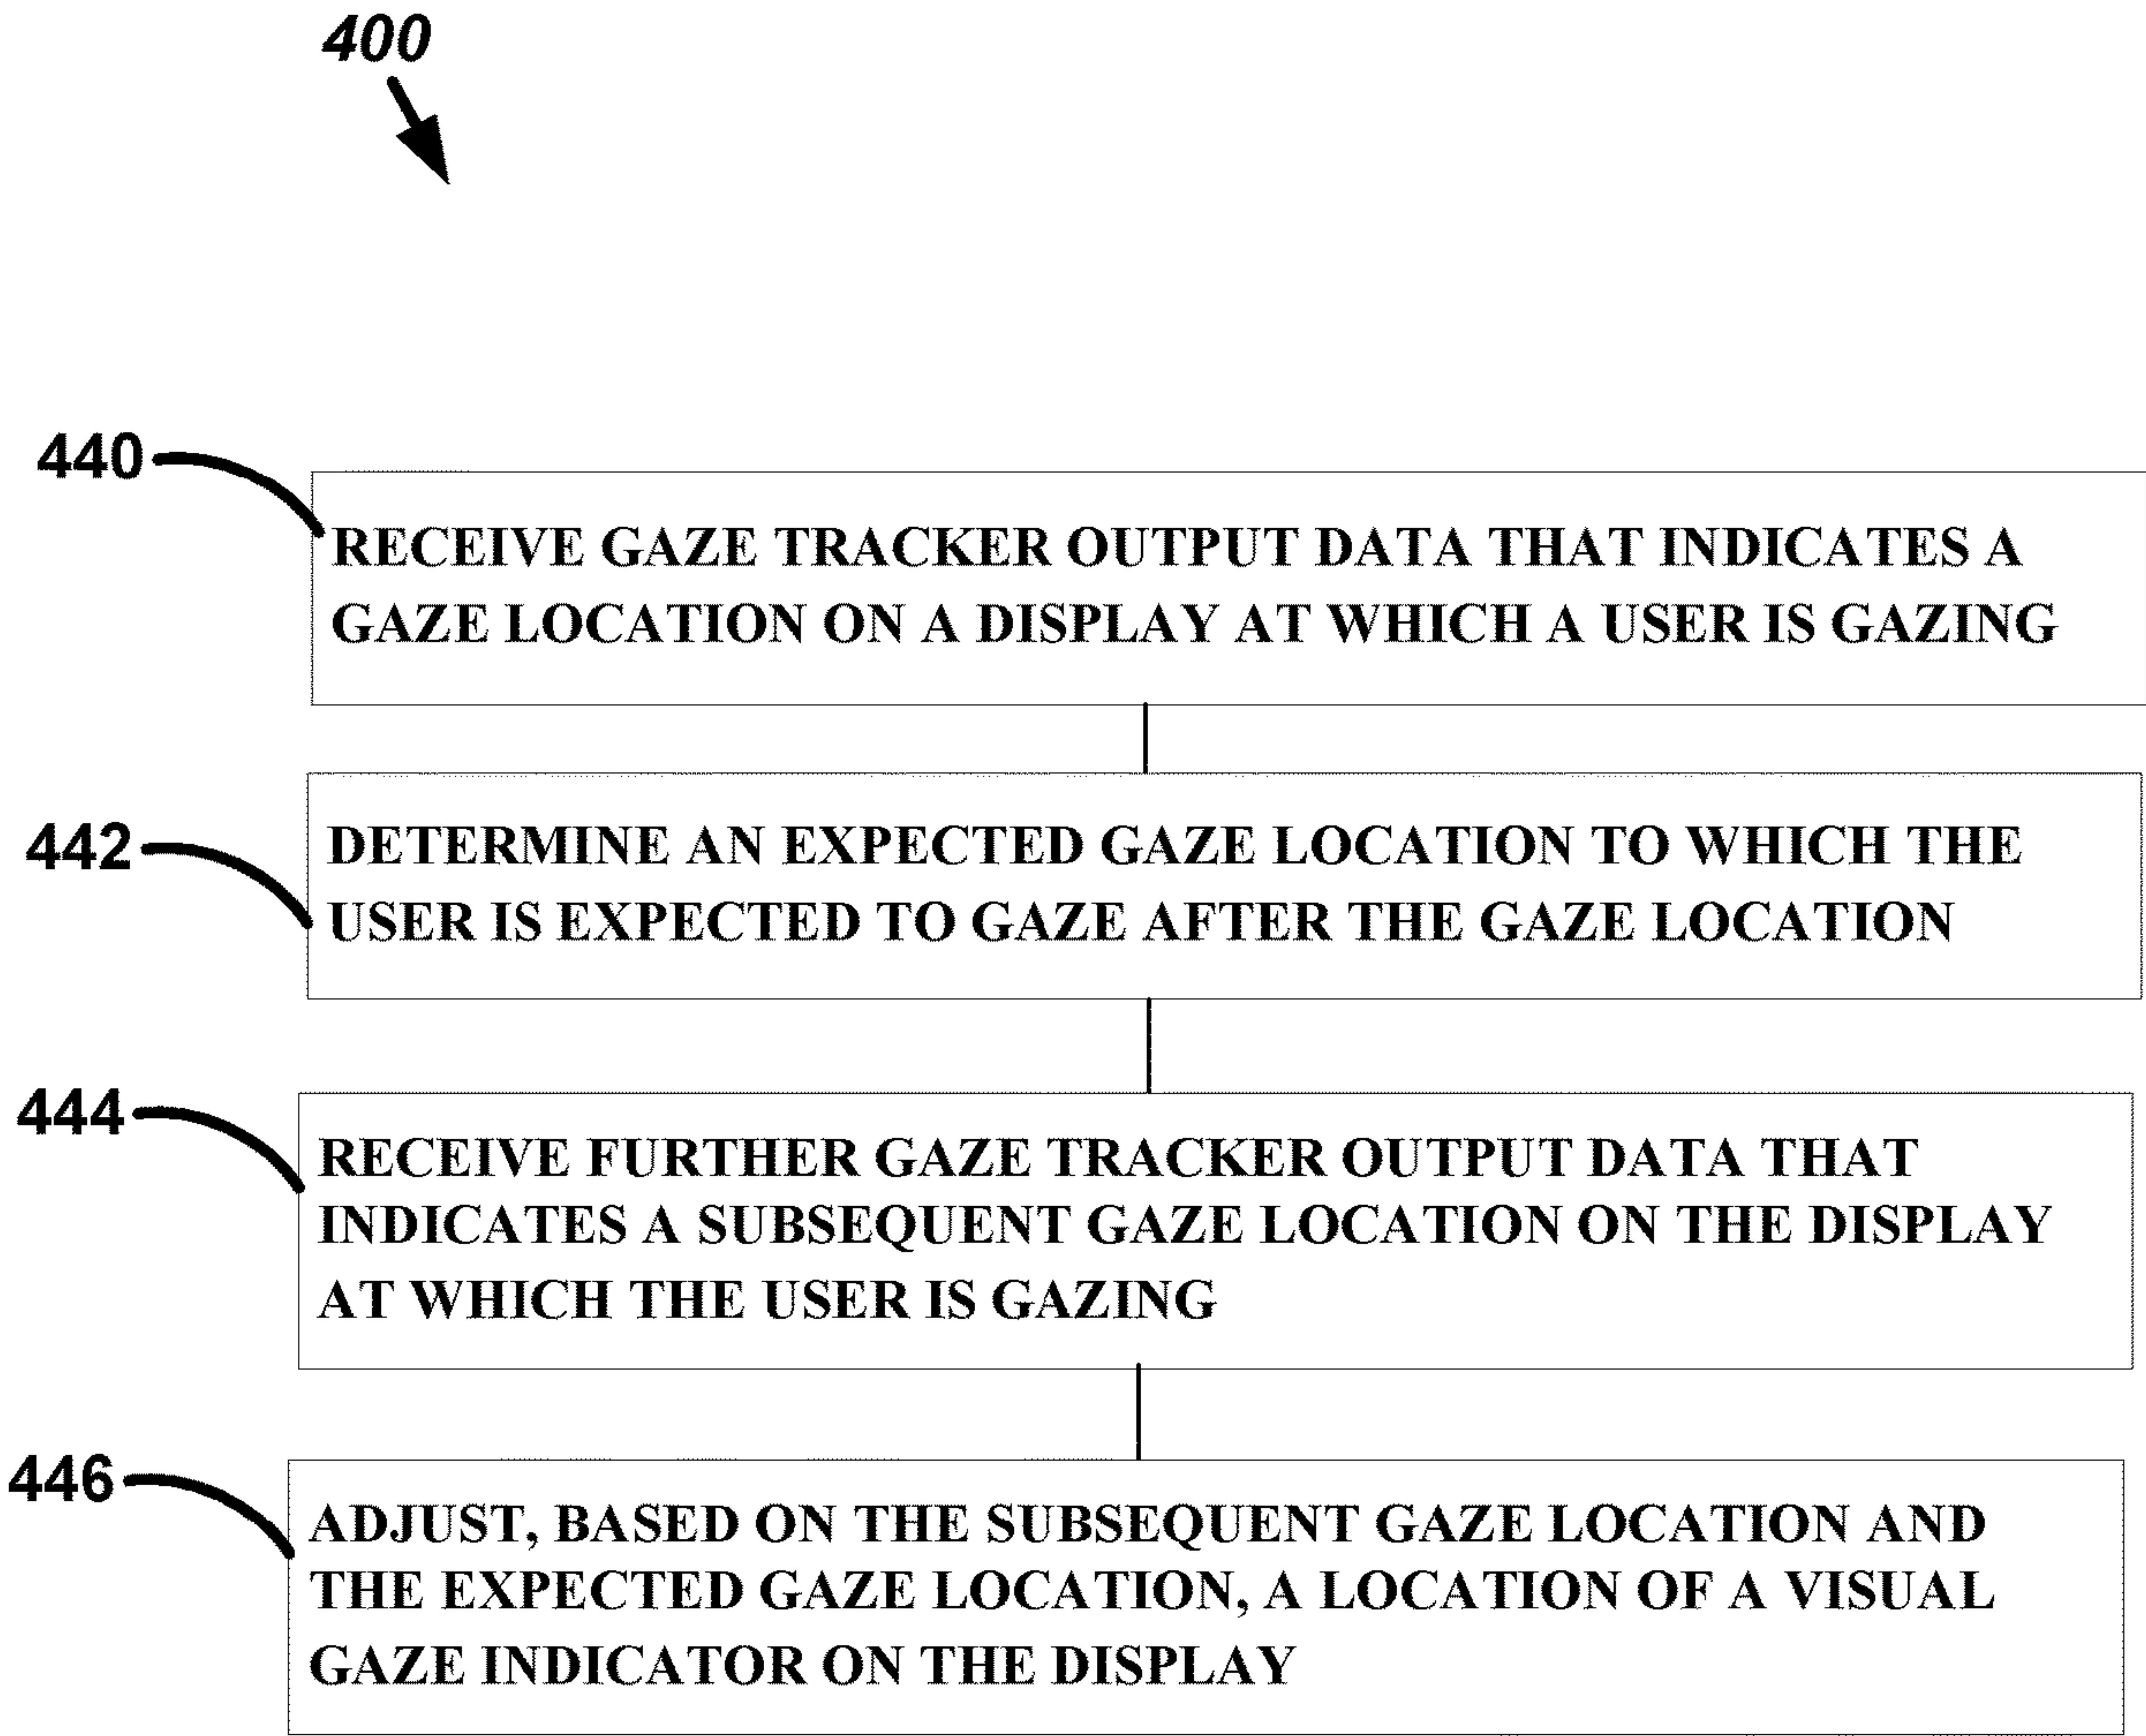 400
440
RECEIVE GAZE TRACKER OUTPUT DATA THAT INDICATES A
GAZE LOCATION ON A DISPLAY AT WHICH A USER IS GAZING
442
DETERMINE AN EXPECTED GAZE LOCATION TO WHICH THE
USER IS EXPECTED TO GAZE AFTER THE GAZE LOCATION
444
RECEIVE FURTHER GAZE TRACKER OUTPUT DATA THAT
INDICATES A SUBSEQUENT GAZE LOCATION ON THE DISPLAY
AT WHICH THE USER IS GAZING
446
ADJUST, BASED ON THE SUBSEQUENT GAZE LOCATION AND
THE EXPECTED GAZE LOCATION, A LOCATION OF A VISUAL
GAZE INDICATOR ON THE DISPLAY